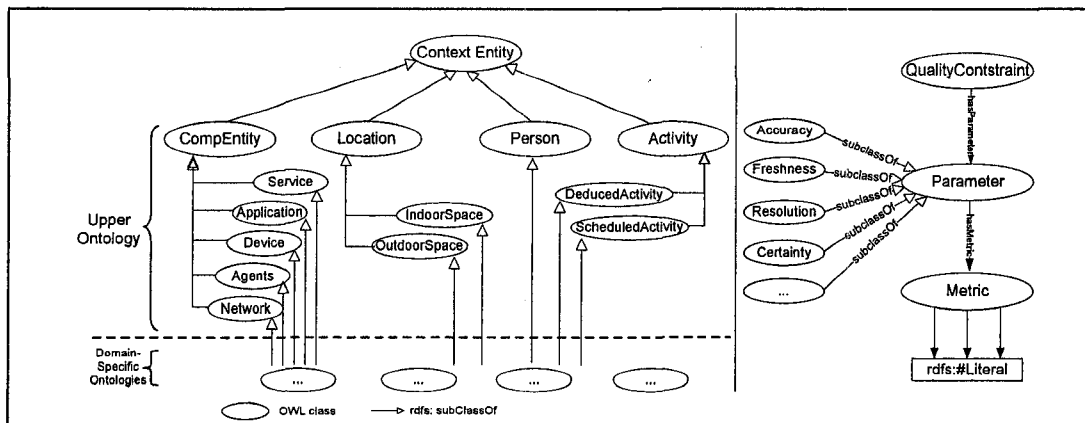 Context Entity
CompEntity
Location
Person
Activity
Service
Application
Device
Agents
Network
IndoorSpace
OutdoorSpace
DeducedActivity
ScheduledActivity
Upper
Ontology
Domain-
Specific
Ontologies
...
...
...
...
OWL class
rdfs: subClassOf
QualityContstraint
hasParameter
Accuracy
subclassOf
Freshness
subclassOf
Parameter
Resolution
subclassOf
Certainty
subclassOf
...
subclassOf
hasMetric
Metric
rdfs:#Literal